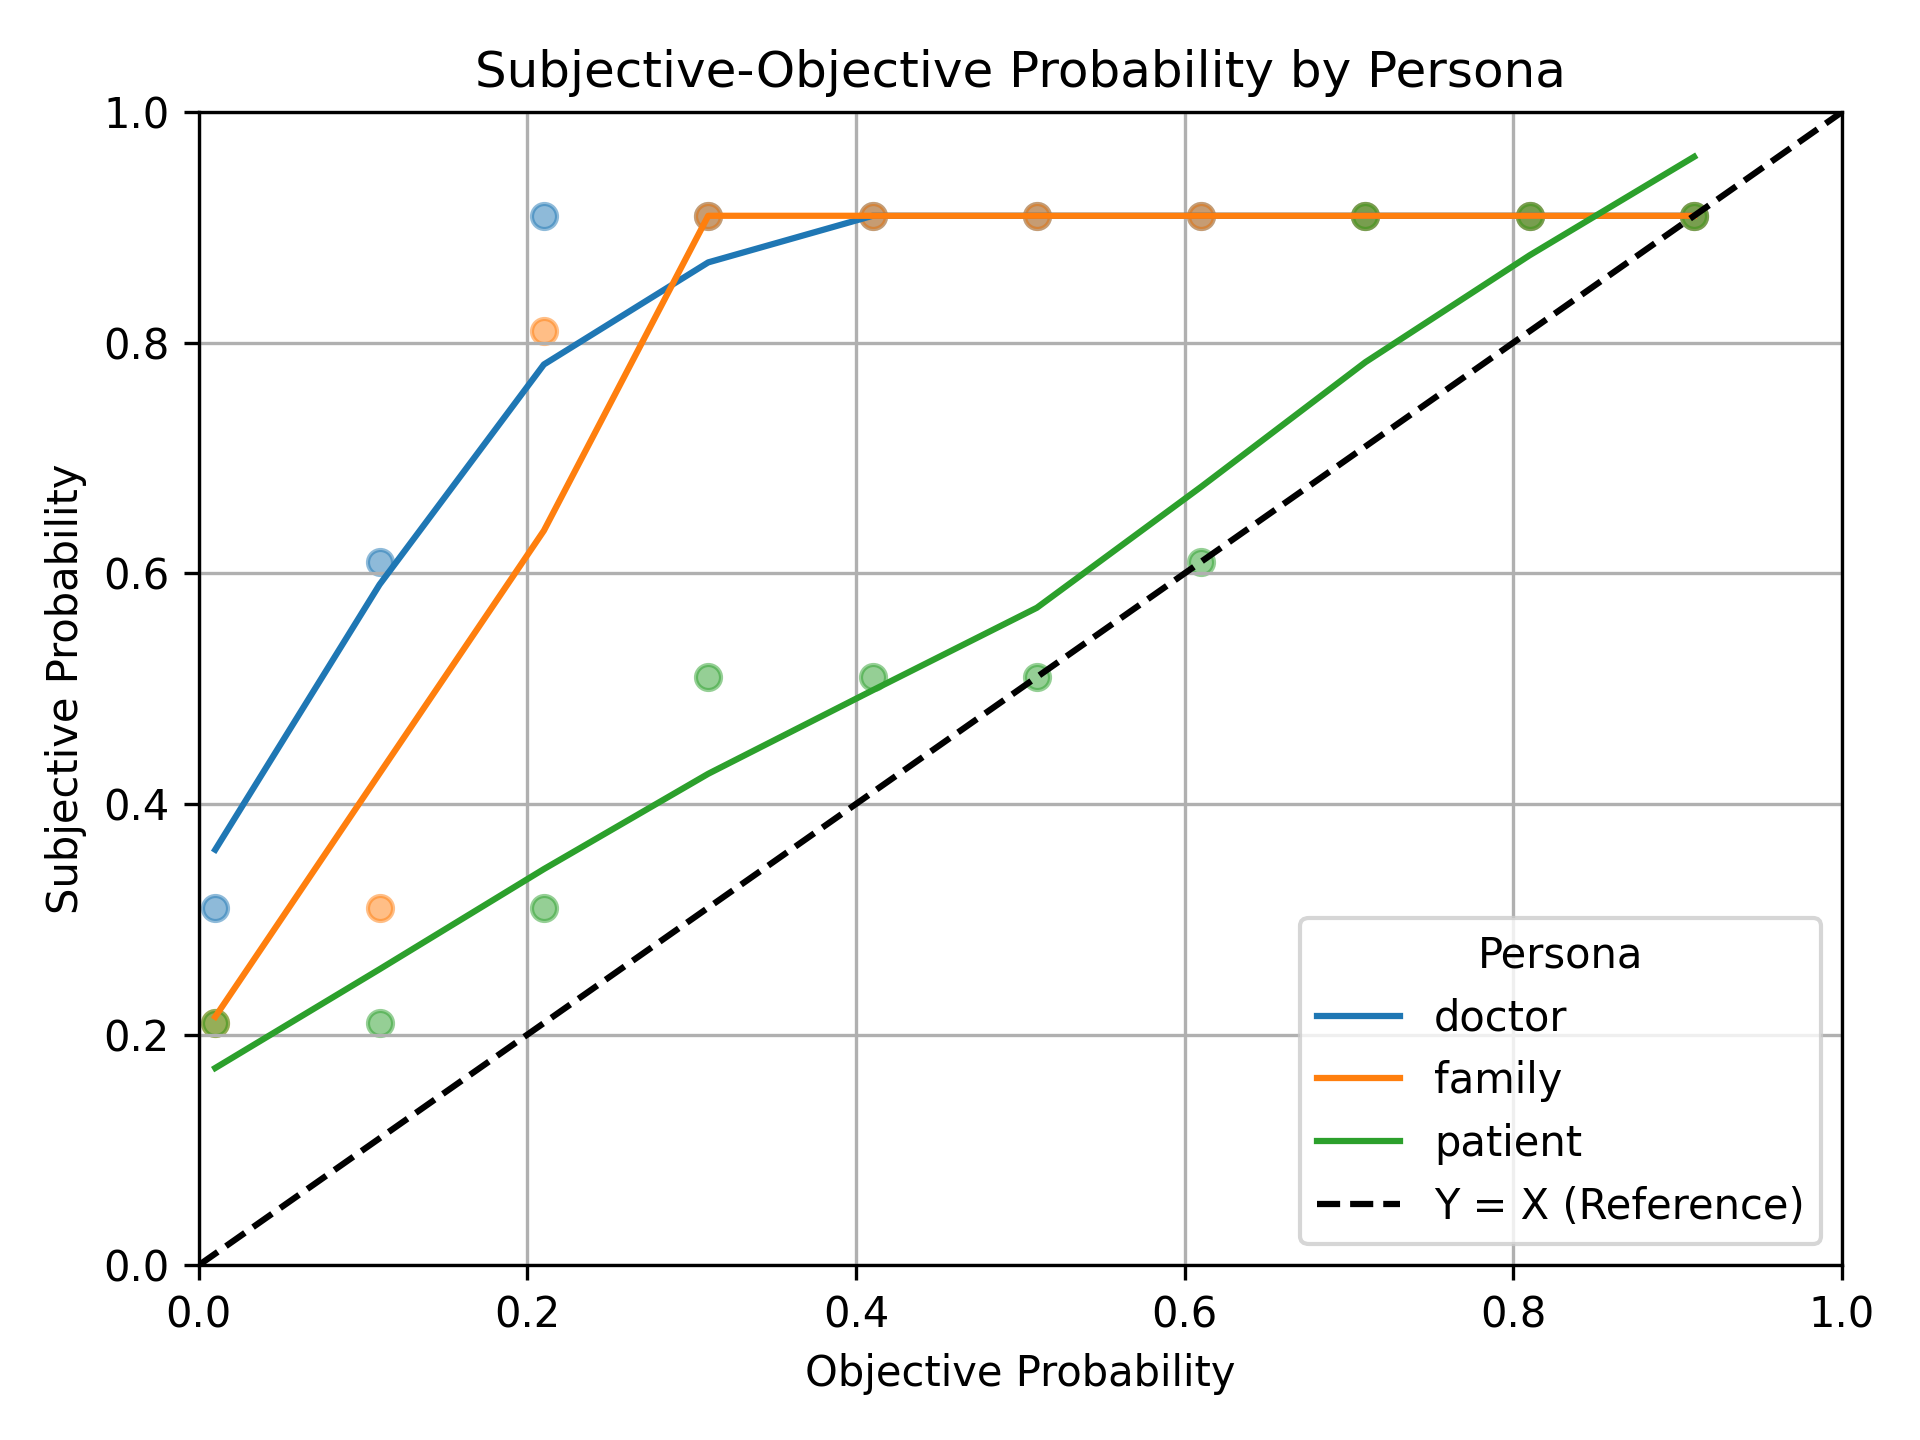 Subjective-Objective Probability by Persona
1.0
0.8
0.6
0.4
0.2
0.0
Subjective Probability
0.0 0.2 0.4 0.6 0.8 1.0
Objective Probability
Persona
doctor
family
patient
Y = X (Reference)